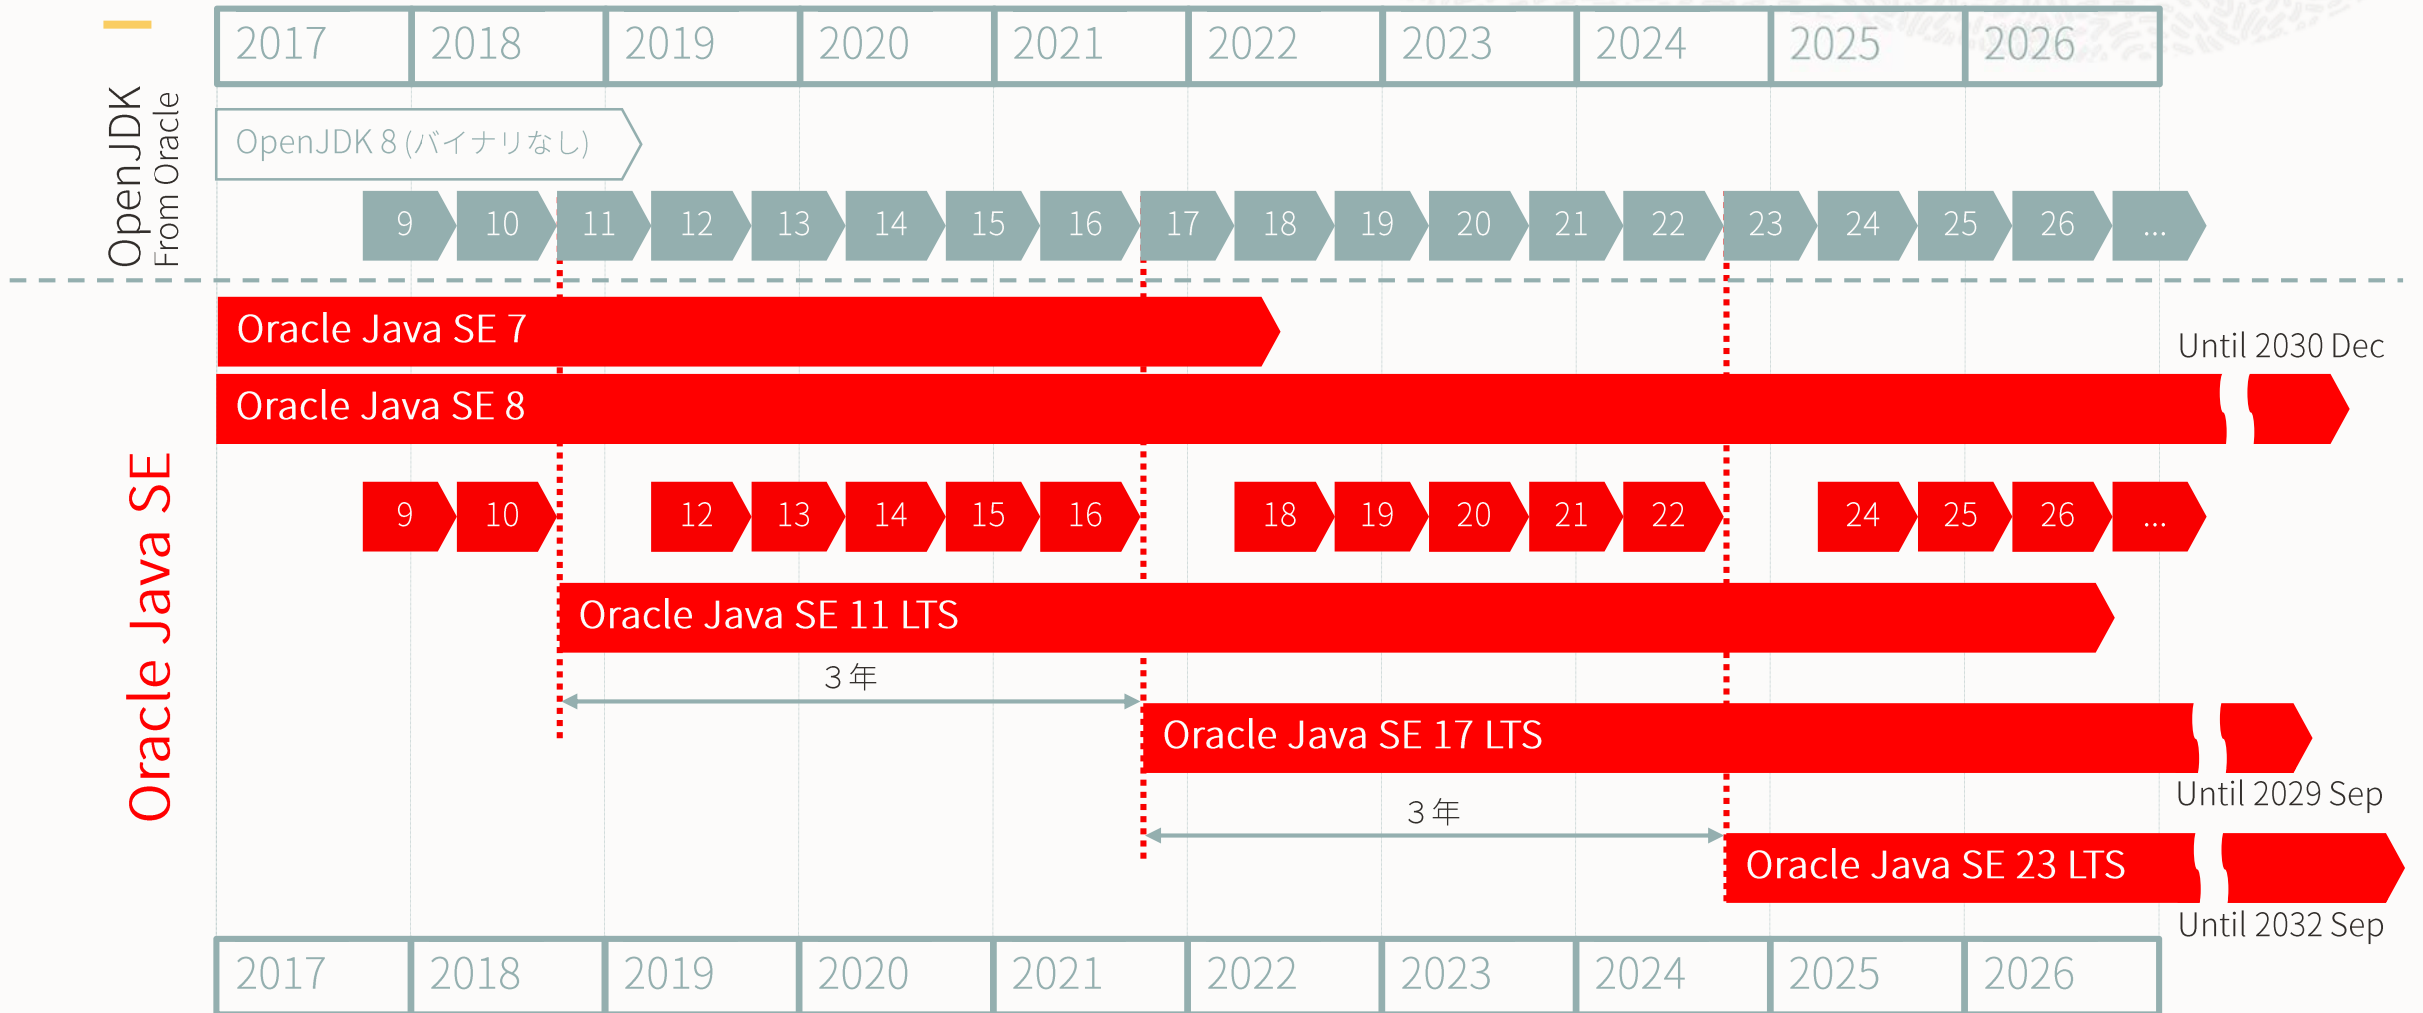 2017 2018 2019 2020 2021 2022 2023 2024 2025 2026
OpenJDK
From Oracle
OpenJDK 8 (バイナリなし)
9 10 11 12 13 14 15 16 17 18 19 20 21 22 23 24 25 26 ...
Oracle Java SE
Oracle Java SE 7
Until 2030 Dec
Oracle Java SE 8
9 10 12 13 14 15 16 18 19 20 21 22 24 25 26 ...
Oracle Java SE 11 LTS
3 年
Oracle Java SE 17 LTS
Until 2029 Sep
3 年
Oracle Java SE 23 LTS
Until 2032 Sep
2017 2018 2019 2020 2021 2022 2023 2024 2025 2026